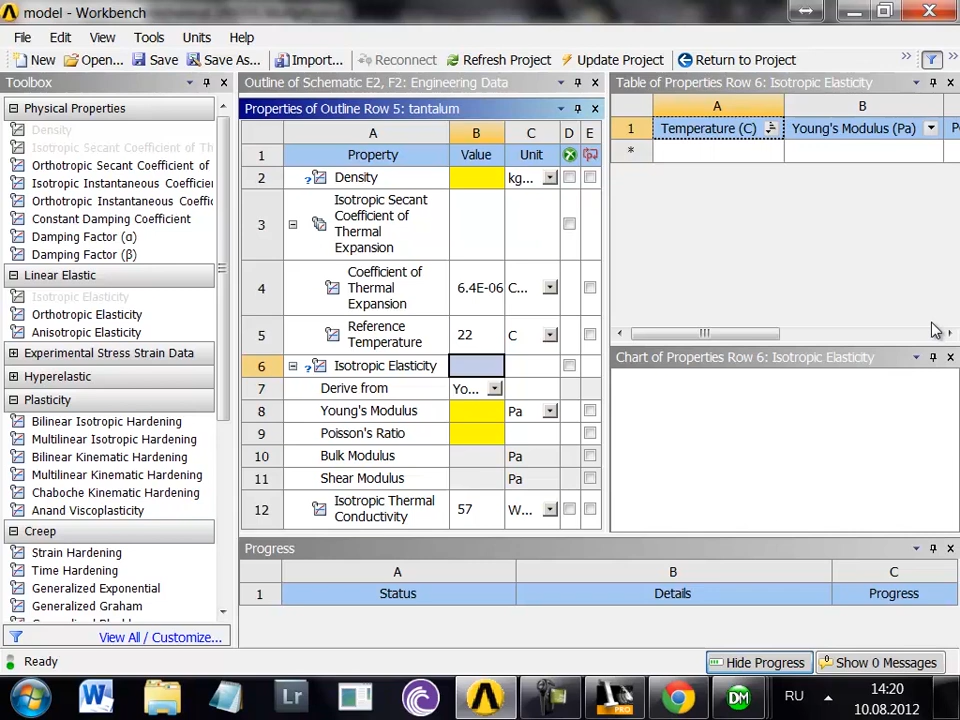 model - Workbench
File Edit View Tools Units Help
New Open... Save Save As... Import... Reconnect Refresh Project Update Project Return to Project
Toolbox
Physical Properties
Density
Isotropic Secant Coefficient of Th
Orthotropic Secant Coefficient of
Isotropic Instantaneous Coefficien
Orthotropic Instantaneous Coeffic
Constant Damping Coefficient
Damping Factor (α)
Damping Factor (β)
Linear Elastic
Isotropic Elasticity
Orthotropic Elasticity
Anisotropic Elasticity
Experimental Stress Strain Data
Hyperelastic
Plasticity
Bilinear Isotropic Hardening
Multilinear Isotropic Hardening
Bilinear Kinematic Hardening
Multilinear Kinematic Hardening
Chaboche Kinematic Hardening
Anand Viscoplasticity
Creep
Strain Hardening
Time Hardening
Generalized Exponential
Generalized Graham
View All / Customize...
Outline of Schematic E2, F2: Engineering Data
Properties of Outline Row 5: tantalum
A B C D E
1 Property Value Unit
2 Density kg...
3 Isotropic Secant
Coefficient of
Thermal
Expansion
4 Coefficient of
Thermal
Expansion 6.4E-06 C...
5 Reference
Temperature 22 C
6 Isotropic Elasticity
7 Derive from Yo...
8 Young's Modulus Pa
9 Poisson's Ratio
10 Bulk Modulus Pa
11 Shear Modulus Pa
12 Isotropic Thermal
Conductivity 57 W...
Table of Properties Row 6: Isotropic Elasticity
A B
1 Temperature (C) Young's Modulus (Pa) Po
*
Chart of Properties Row 6: Isotropic Elasticity
Progress
A B C
1 Status Details Progress
Ready
Hide Progress Show 0 Messages
W Lr PRO DM RU 14:20
10.08.2012